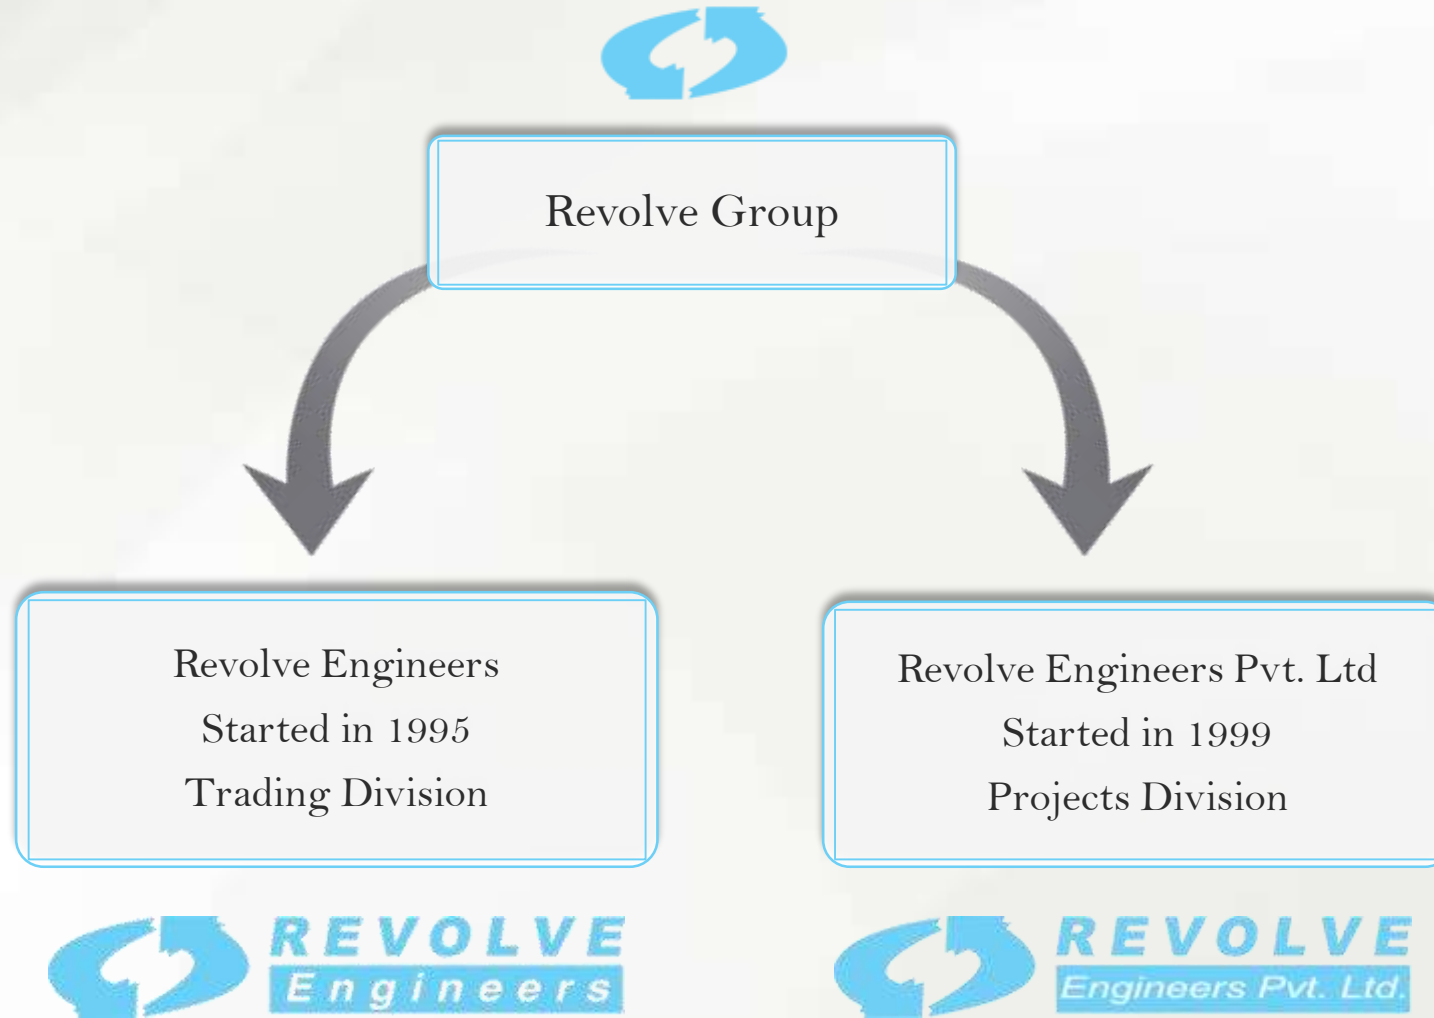 Revolve Group
Revolve Engineers
Started in 1995
Trading Division
Revolve Engineers Pvt. Ltd
Started in 1999
Projects Division
REVOLVE
Engineers
REVOLVE
Engineers Pvt. Ltd.